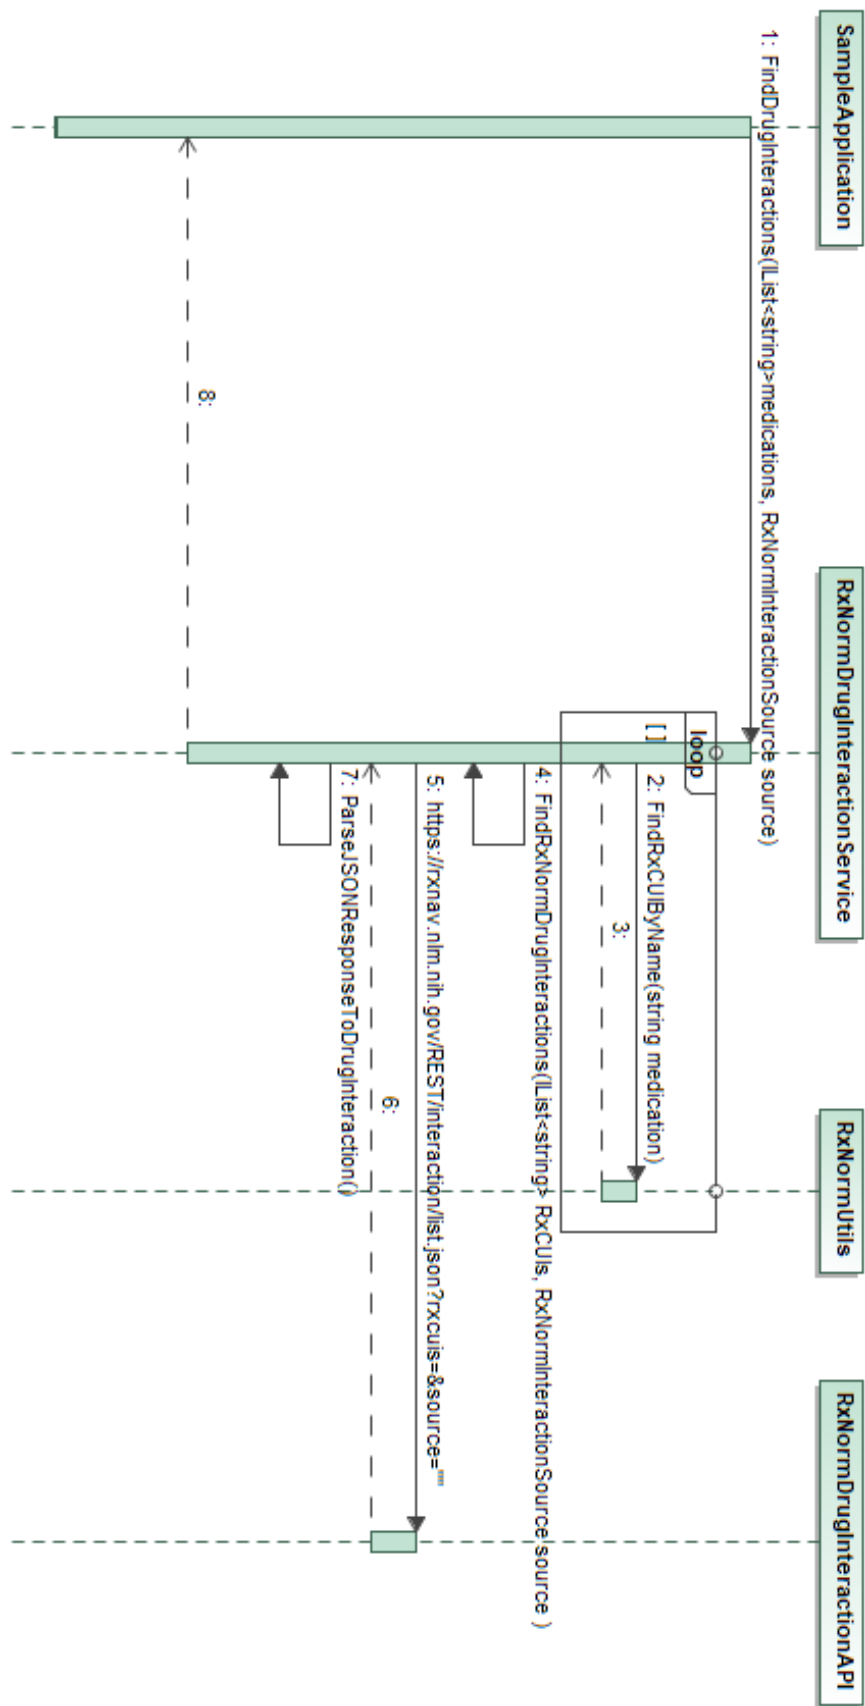 SampleApplication
RxNormDrugInteractionService
RxNormUtils
RxNormDrugInteractionAPI
1: FindDrugInteractions(IList<string>medications, RxNormInteractionSource source)
loop
[ ]
2: FindRxCUIByName(string medication)
3:
4: FindRxNormDrugInteractions(IList<string> RxCUIs, RxNormInteractionSource source )
5: https://rxnav.nlm.nih.gov/REST/interaction/list.json?rxcuis=&source=""
6:
7: ParseJSONResponseToDrugInteraction()
8: